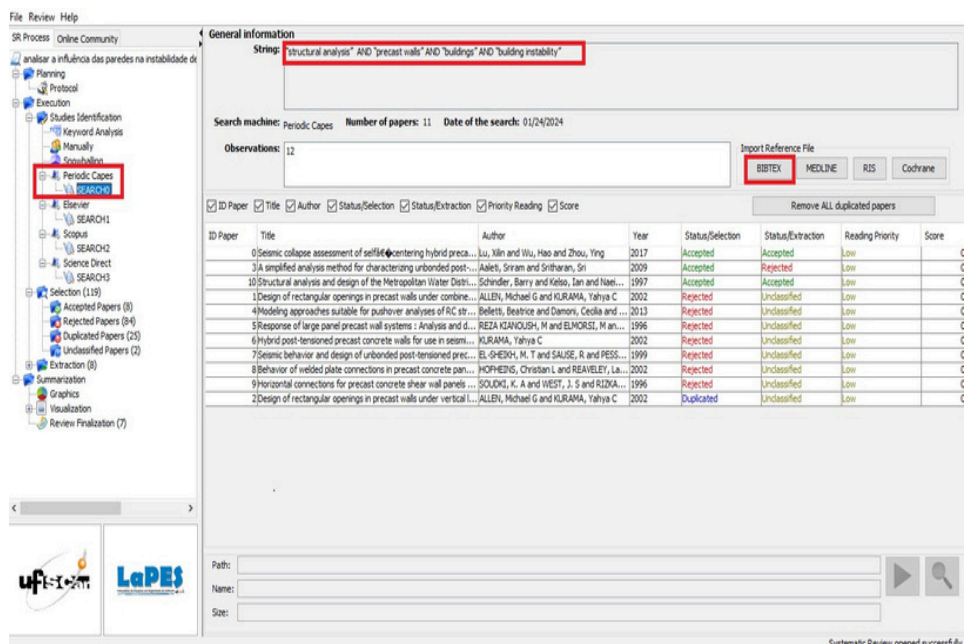 File Review Help
SR Process Online Community
analisar a influência das paredes na instabilidade de
Planning
Protocol
Execution
Studies Identification
Keyword Analysis
Manually
Snowballing
Periodic Capes
SEARCH0
Elsevier
SEARCH1
Scopus
SEARCH2
Science Direct
SEARCH3
Selection (119)
Accepted Papers (8)
Rejected Papers (84)
Duplicated Papers (25)
Unclassified Papers (2)
Extraction (8)
Summarization
Graphics
Visualization
Review Finalization (7)
ufscar
LaPES
General information
String: "structural analysis" AND "precast walls" AND "buildings" AND "building instability"
Search machine: Periodic Capes Number of papers: 11 Date of the search: 01/24/2024
Observations: 12
Import Reference File
BIBTEX MEDLINE RIS Cochrane
ID Paper Title Author Status/Selection Status/Extraction Priority Reading Score Remove ALL duplicated papers
ID Paper Title Author Year Status/Selection Status/Extraction Reading Priority Score
0 Seismic collapse assessment of selfâ€�centering hybrid preca... Lu, Xilin and Wu, Hao and Zhou, Ying 2017 Accepted Accepted Low 0
3 A simplified analysis method for characterizing unbonded post-... Aaleti, Sriram and Sritharan, Sri 2009 Accepted Rejected Low 0
10 Structural analysis and design of the Metropolitan Water Distri... Schindler, Barry and Kelso, Ian and Naei... 1997 Accepted Accepted Low 0
1 Design of rectangular openings in precast walls under combine... ALLEN, Michael G and KURAMA, Yahya C 2002 Rejected Unclassified Low 0
4 Modeling approaches suitable for pushover analyses of RC str... Belletti, Beatrice and Damoni, Cecilia and ... 2013 Rejected Unclassified Low 0
5 Response of large panel precast wall systems : Analysis and d... REZA KIANOUSH, M and ELMORSI, M an... 1996 Rejected Unclassified Low 0
6 Hybrid post-tensioned precast concrete walls for use in seismi... KURAMA, Yahya C 2002 Rejected Unclassified Low 0
7 Seismic behavior and design of unbonded post-tensioned prec... EL-SHEIKH, M. T and SAUSE, R and PESS... 1999 Rejected Unclassified Low 0
8 Behavior of welded plate connections in precast concrete pan... HOFHEINS, Christian L and REAVELEY, La... 2002 Rejected Unclassified Low 0
9 Horizontal connections for precast concrete shear wall panels ... SOUDKI, K. A and WEST, J. S and RIZKA... 1996 Rejected Unclassified Low 0
2 Design of rectangular openings in precast walls under vertical l... ALLEN, Michael G and KURAMA, Yahya C 2002 Duplicated Unclassified Low 0
Path:
Name:
Size:
Systematic Review opened successfully